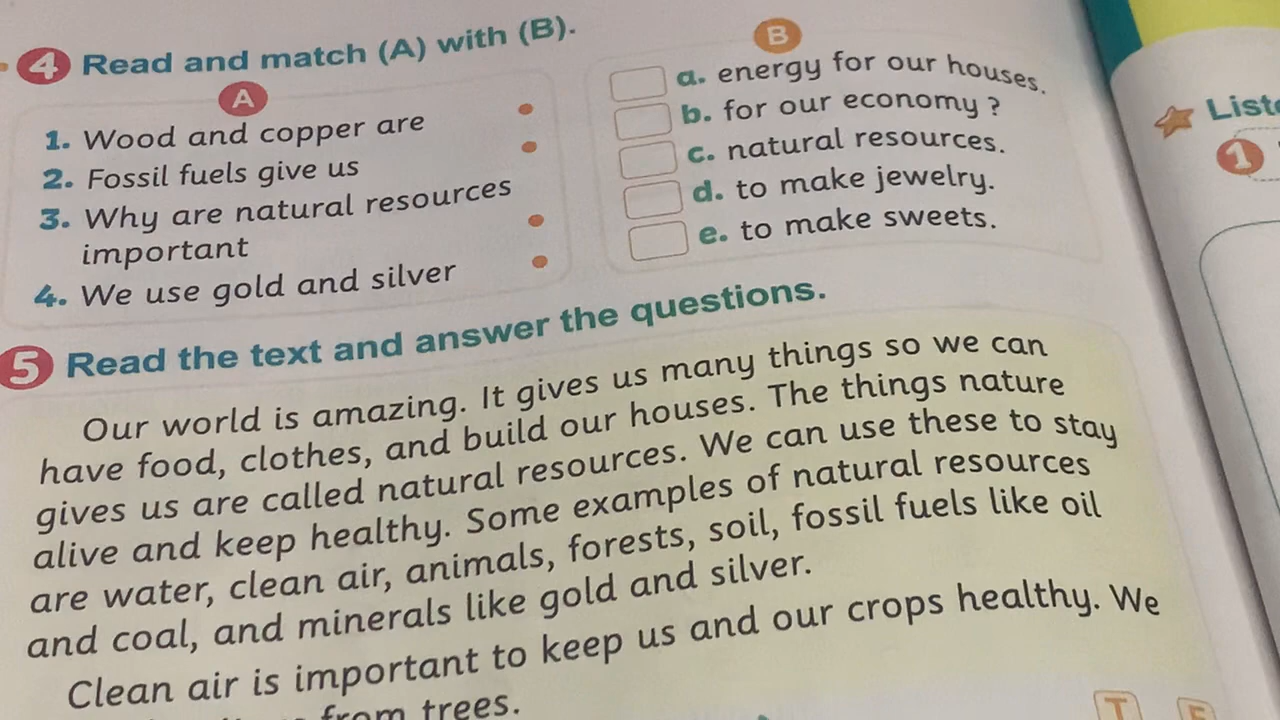 4 Read and match (A) with (B).
A
1. Wood and copper are
2. Fossil fuels give us
3. Why are natural resources
important
4. We use gold and silver
B
a. energy for our houses.
b. for our economy ?
c. natural resources.
d. to make jewelry.
e. to make sweets.
5 Read the text and answer the questions.
Our world is amazing. It gives us many things so we can
have food, clothes, and build our houses. The things nature
gives us are called natural resources. We can use these to stay
alive and keep healthy. Some examples of natural resources
are water, clean air, animals, forests, soil, fossil fuels like oil
and coal, and minerals like gold and silver.
Clean air is important to keep us and our crops healthy. We
from trees.
T F
1